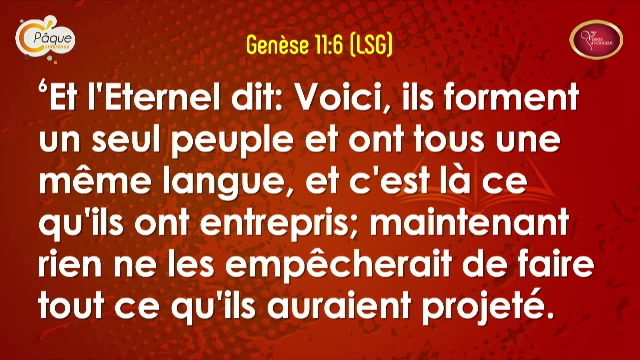 Pâque
Genèse 11:6 (LSG)
6Et l'Eternel dit: Voici, ils forment
un seul peuple et ont tous une
même langue, et c'est là ce
qu'ils ont entrepris; maintenant
rien ne les empêcherait de faire
tout ce qu'ils auraient projeté.